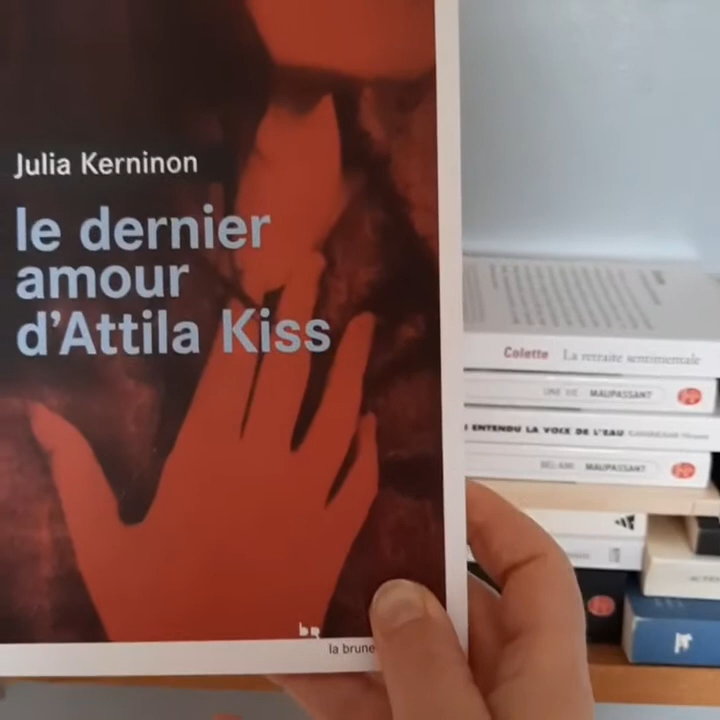 Julia Kerninon
le dernier
amour
d'Attila Kiss
la brune
Colette La retraite sentimentale
UNE VIE MAUPASSANT
ENTENDU LA VOIX DE L'EAU
BEL-AMI MAUPASSANT